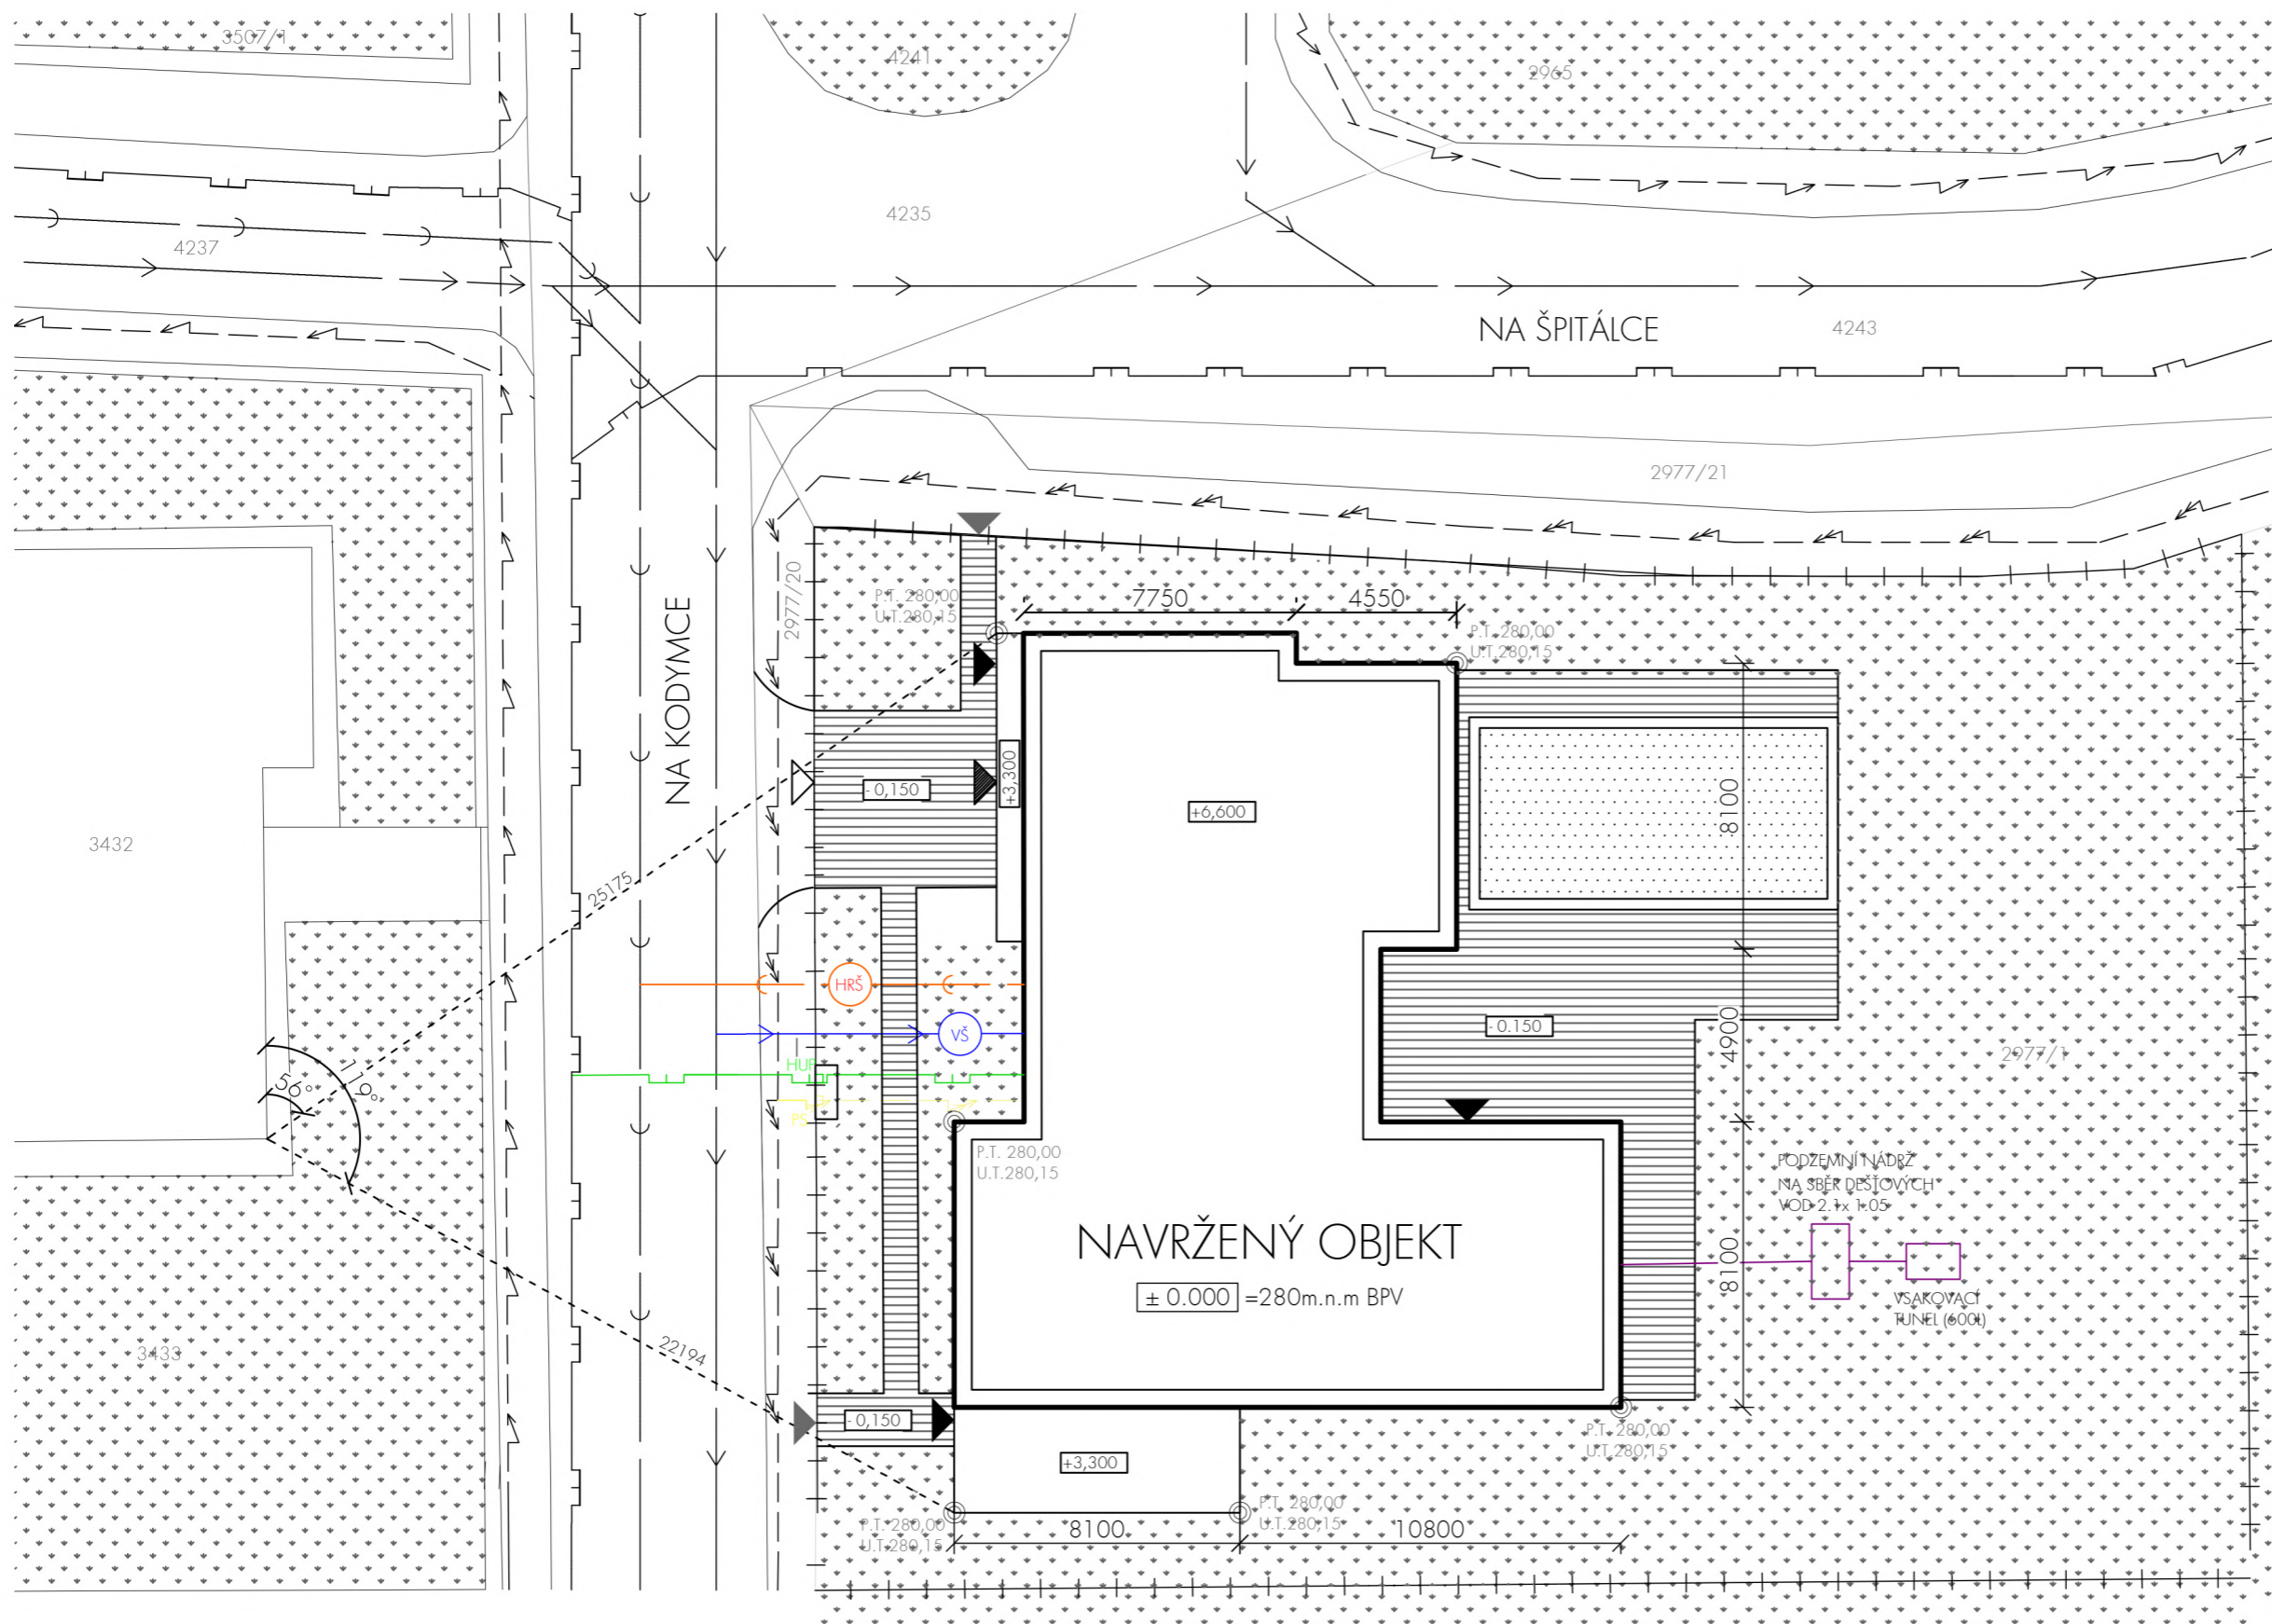 3507/1
4241
2965
4235
4237
NA ŠPITÁLCE
4243
2977/21
2977/20
P.T. 280,00
U.T.280,15
7750
4550
P.T. 280,00
U.T.280,15
NA KODYMCE
- 0,150
+3,300
+6,600
8100
3432
25175
HRŠ
VŠ
- 0.150
4900
2977/1
HUP
PS
56°
119°
P.T. 280,00
U.T.280,15
PODZEMNÍ NÁDRŽ
NA SBĚR DEŠŤOVÝCH
VOD 2.1x 1.05
NAVRŽENÝ OBJEKT
± 0.000 =280m.n.m BPV
8100
VSAKOVACÍ
TUNEL (600L)
3433
22194
- 0,150
+3,300
P.T. 280,00
U.T.280,15
P.T. 280,00
U.T.280,15
P.T. 280,00
U.T.280,15
8100
10800